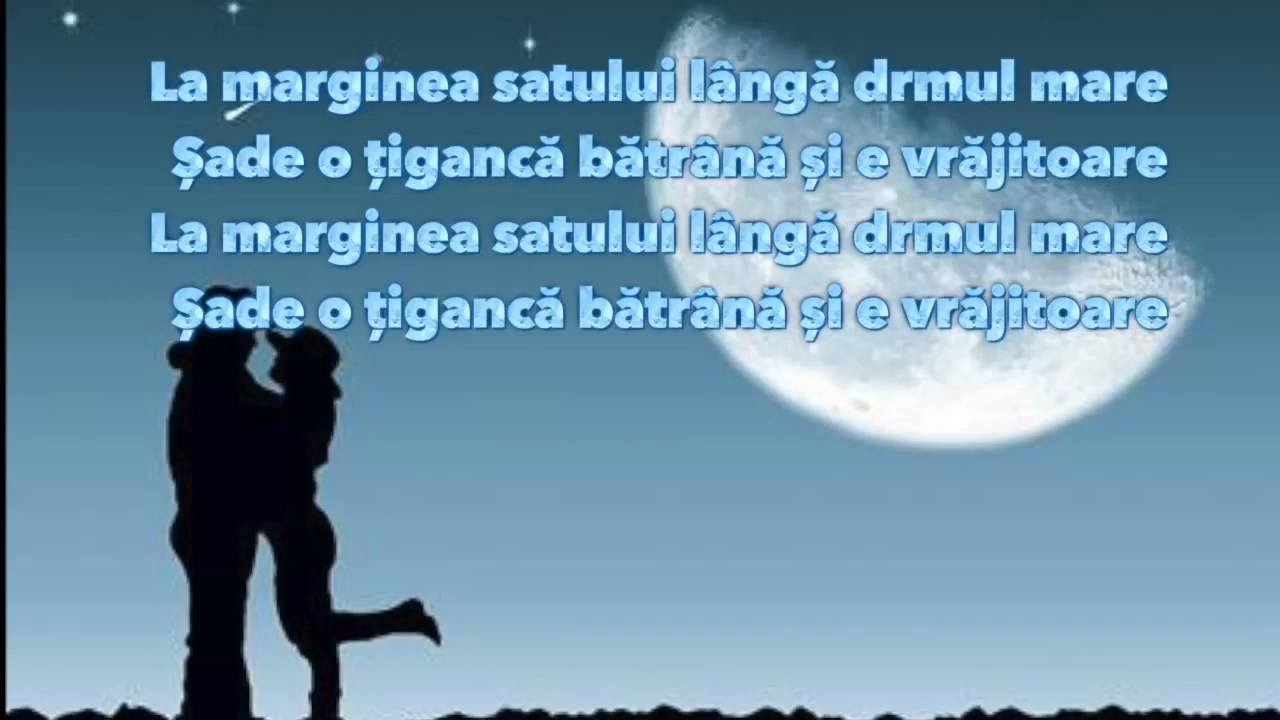 La marginea satului lângă drmul mare
Șade o țigancă bătrână și e vrăjitoare
La marginea satului lângă drmul mare
Șade o țigancă bătrână și e vrăjitoare